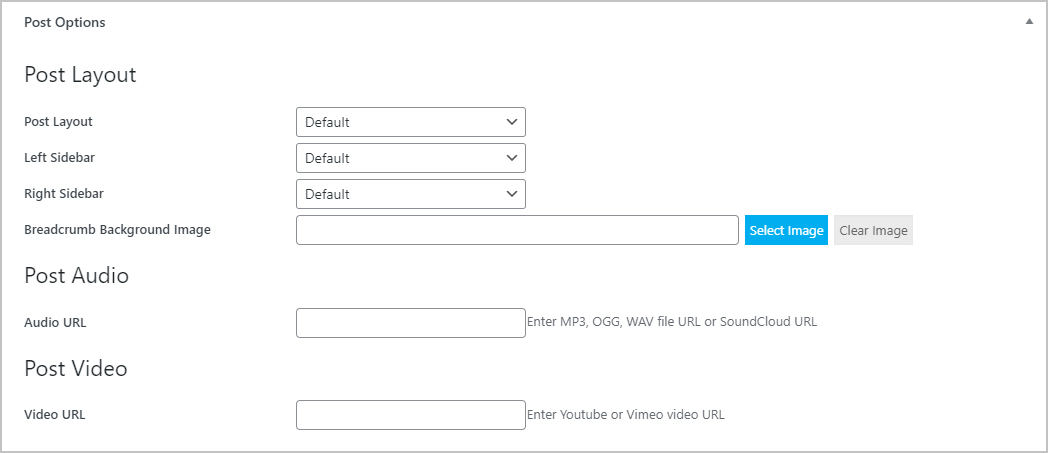 Post Options
Post Layout
Post Layout Default
Left Sidebar Default
Right Sidebar Default
Breadcrumb Background Image Select Image Clear Image
Post Audio
Audio URL Enter MP3, OGG, WAV file URL or SoundCloud URL
Post Video
Video URL Enter Youtube or Vimeo video URL